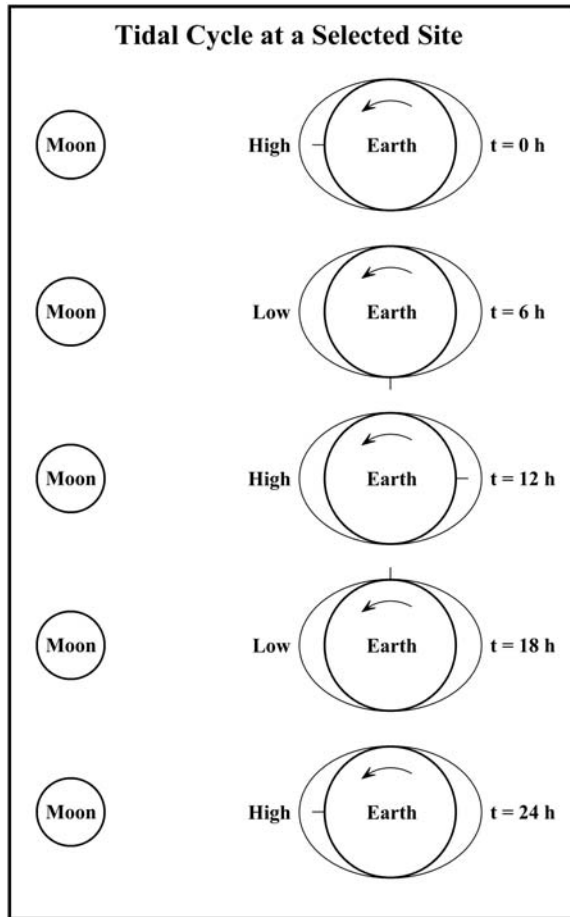 Tidal Cycle at a Selected Site
Moon High Earth t = 0 h
Moon Low Earth t = 6 h
Moon High Earth t = 12 h
Moon Low Earth t = 18 h
Moon High Earth t = 24 h